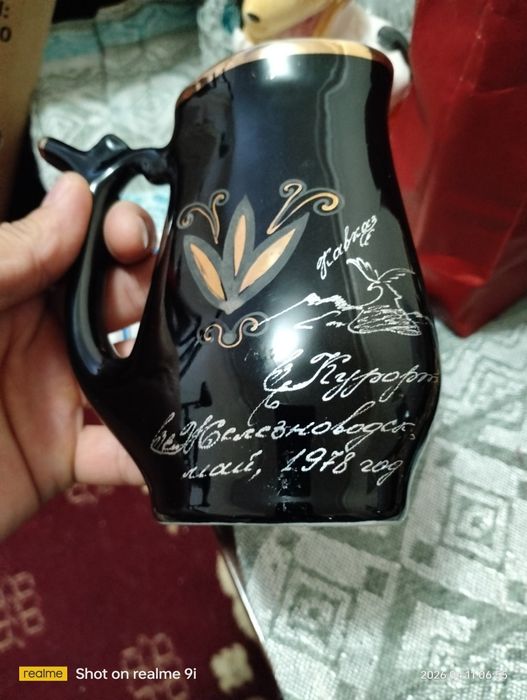 Кавказ
Курорт
Железноводск,
май, 1978 год
realme Shot on realme 9i